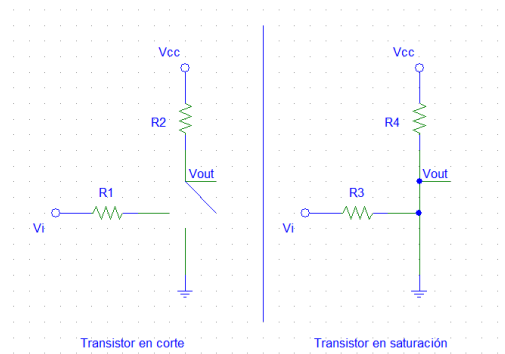 Vcc
R2
Vout
R1
Vi
Transistor en corte
Vcc
R4
Vout
R3
Vi
Transistor en saturación